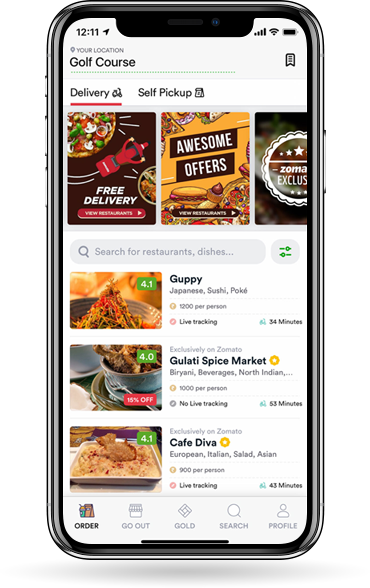 12:11
YOUR LOCATION
Golf Course
Delivery
Self Pickup
FREE
DELIVERY
VIEW RESTAURANTS
AWESOME
OFFERS
VIEW RESTAURANTS
zoma
EXCLUS
Search for restaurants, dishes...
4.1
Guppy
Japanese, Sushi, Poké
1200 per person
Live tracking
34 Minutes
Exclusively on Zomato
4.0
Gulati Spice Market
Biryani, Beverages, North Indian,...
1000 per person
15% OFF
No Live tracking
53 Minutes
Exclusively on Zomato
4.1
Cafe Diva
European, Italian, Salad, Asian
900 per person
Live tracking
43 Minutes
ORDER
GO OUT
GOLD
SEARCH
PROFILE